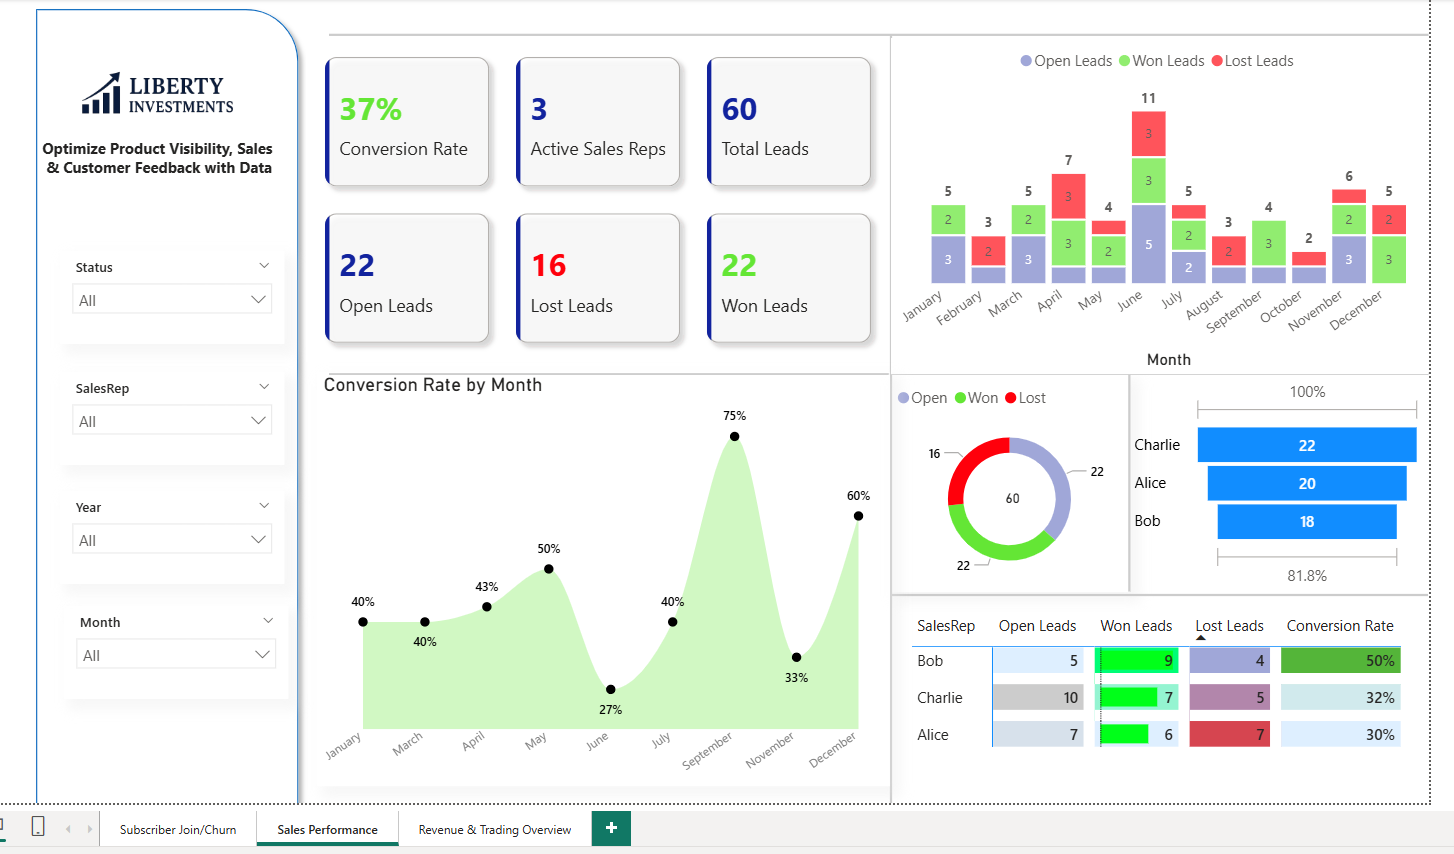 LIBERTY
INVESTMENTS
Optimize Product Visibility, Sales
& Customer Feedback with Data
Status
All
SalesRep
All
Year
All
Month
All
37%
Conversion Rate
3
Active Sales Reps
60
Total Leads
22
Open Leads
16
Lost Leads
22
Won Leads
Open Leads Won Leads Lost Leads
5 3 5 7 4 11 5 3 4 2 6 5
2 2 3 2 3 2 2 3 2 2
3 2 3 3 3 5 2 1 3 3
January February March April May June July August September October November December
Month
Conversion Rate by Month
40%
40%
43%
50%
27%
40%
75%
33%
60%
January March April May June July September November December
Open Won Lost
16
22
60
22
100%
Charlie 22
Alice 20
Bob 18
81.8%
SalesRep Open Leads Won Leads Lost Leads Conversion Rate
Bob 5 9 4 50%
Charlie 10 7 5 32%
Alice 7 6 7 30%
Subscriber Join/Churn Sales Performance Revenue & Trading Overview +